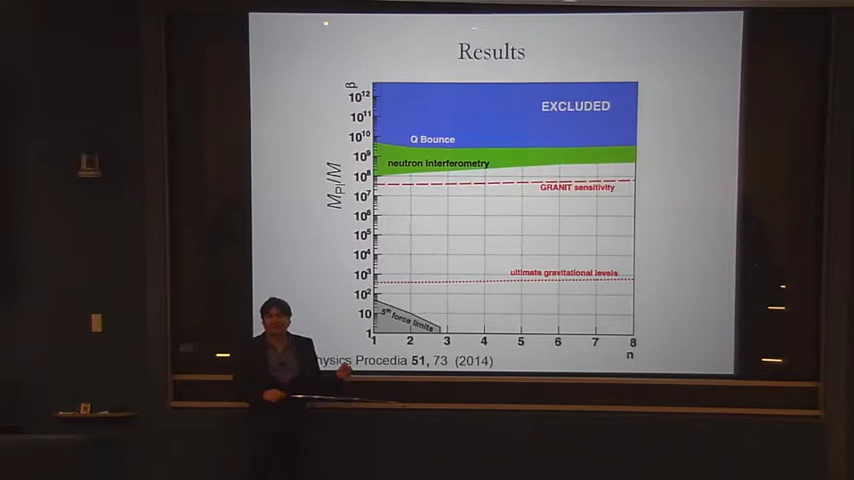 Results
β
10¹²
EXCLUDED
10¹¹
10¹⁰
Q Bounce
10⁹
neutron Interferometry
10⁸
GRANIT sensitivity
10⁷
M_Pl/M
10⁶
10⁵
10⁴
10³
ultimate gravitational levels
10²
10
5th force limits
1
1 2 3 4 5 6 7 8
n
Procedia 51, 73 (2014)